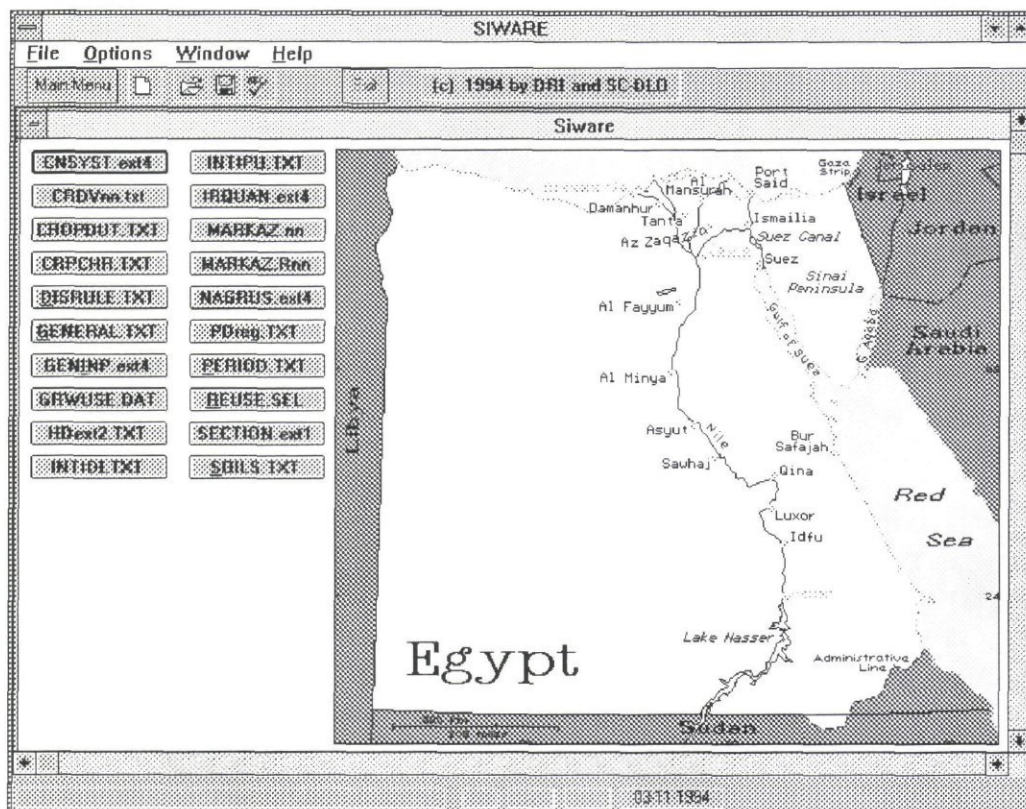 SIWARE
File Options Window Help
Main Menu Exit (c) 1994 by DRI and SC-DLO
Siware
CNSYST.ext4 INTIPU.TXT
CRDVnn.txt IRQUAN.ext4
CROPDUT.TXT MARKAZ.nn
CRPCHR.TXT MARKAZ.Rnn
DISRULE.TXT NAGRUS.ext4
GENERAL.TXT PDreg.TXT
GENINP.ext4 PERIOD.TXT
GRWUSE.DAT REUSE.SEL
HDext2.TXT SECTION.ext1
INTIDI.TXT SOILS.TXT
Gaza
Strip
Port
Said
Al
Mansurah
Israel
Damanhur
Tanta
Ismailia
Jordan
Az Zaqaziq
Suez Canal
Suez
Sinai
Peninsula
Al Fayyum
Gulf of Suez
G. Aqaba
Saudi
Arabia
Al Minya
Libya
Asyut
Nile
Bur
Safajah
Sawhaj
Qina
Red
Sea
Luxor
Idfu
24
Lake Nasser
Egypt
Administrative
Line
Sudan
03-11-1994